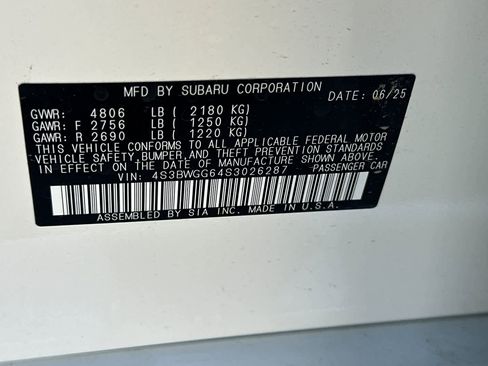 MFD BY SUBARU CORPORATION DATE: 06/25
GVWR: 4806 LB ( 2180 KG)
GAWR: F 2756 LB ( 1250 KG)
GAWR: R 2690 LB ( 1220 KG)
THIS VEHICLE CONFORMS TO ALL APPLICABLE FEDERAL MOTOR
VEHICLE SAFETY,BUMPER,AND THEFT PREVENTION STANDARDS
IN EFFECT ON THE DATE OF MANUFACTURE SHOWN ABOVE.
VIN: 4S3BWGG64S3026287 PASSENGER CAR
ASSEMBLED BY SIA INC. MADE IN U.S.A.